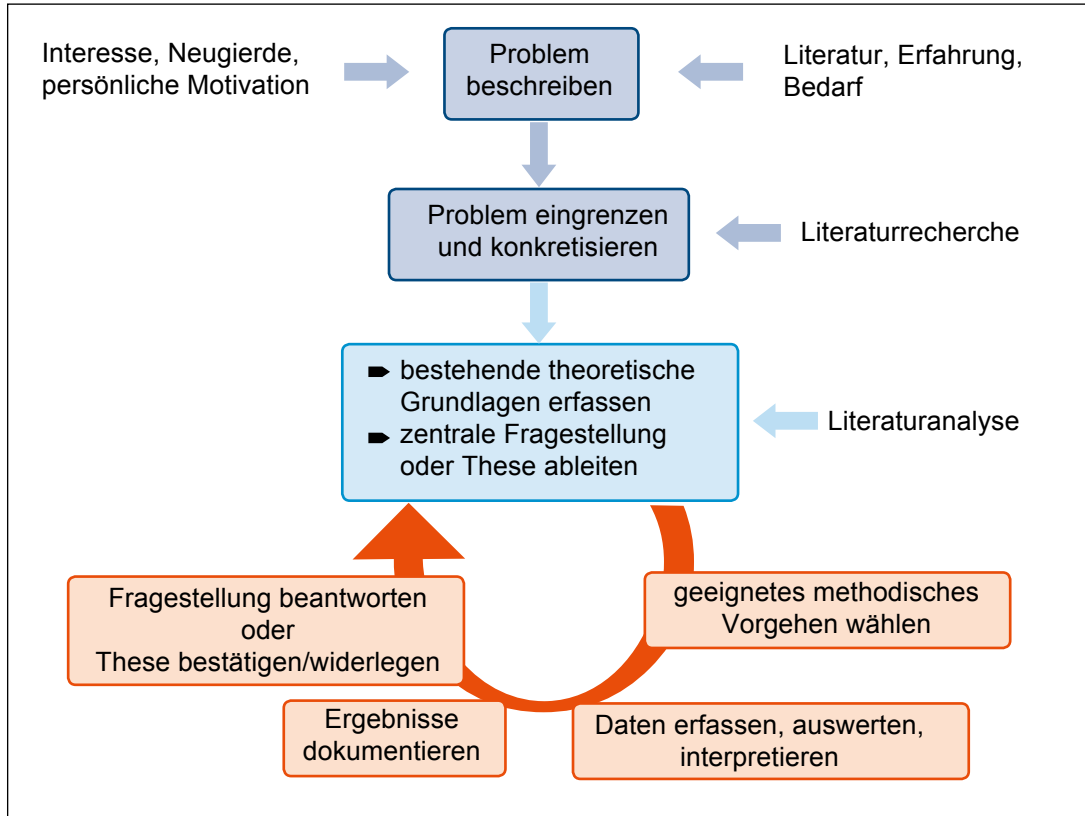 Interesse, Neugierde,
persönliche Motivation
Problem
beschreiben
Literatur, Erfahrung,
Bedarf
Problem eingrenzen
und konkretisieren
Literaturrecherche
bestehende theoretische
Grundlagen erfassen
zentrale Fragestellung
oder These ableiten
Literaturanalyse
geeignetes methodisches
Vorgehen wählen
Daten erfassen, auswerten,
interpretieren
Ergebnisse
dokumentieren
Fragestellung beantworten
oder
These bestätigen/widerlegen